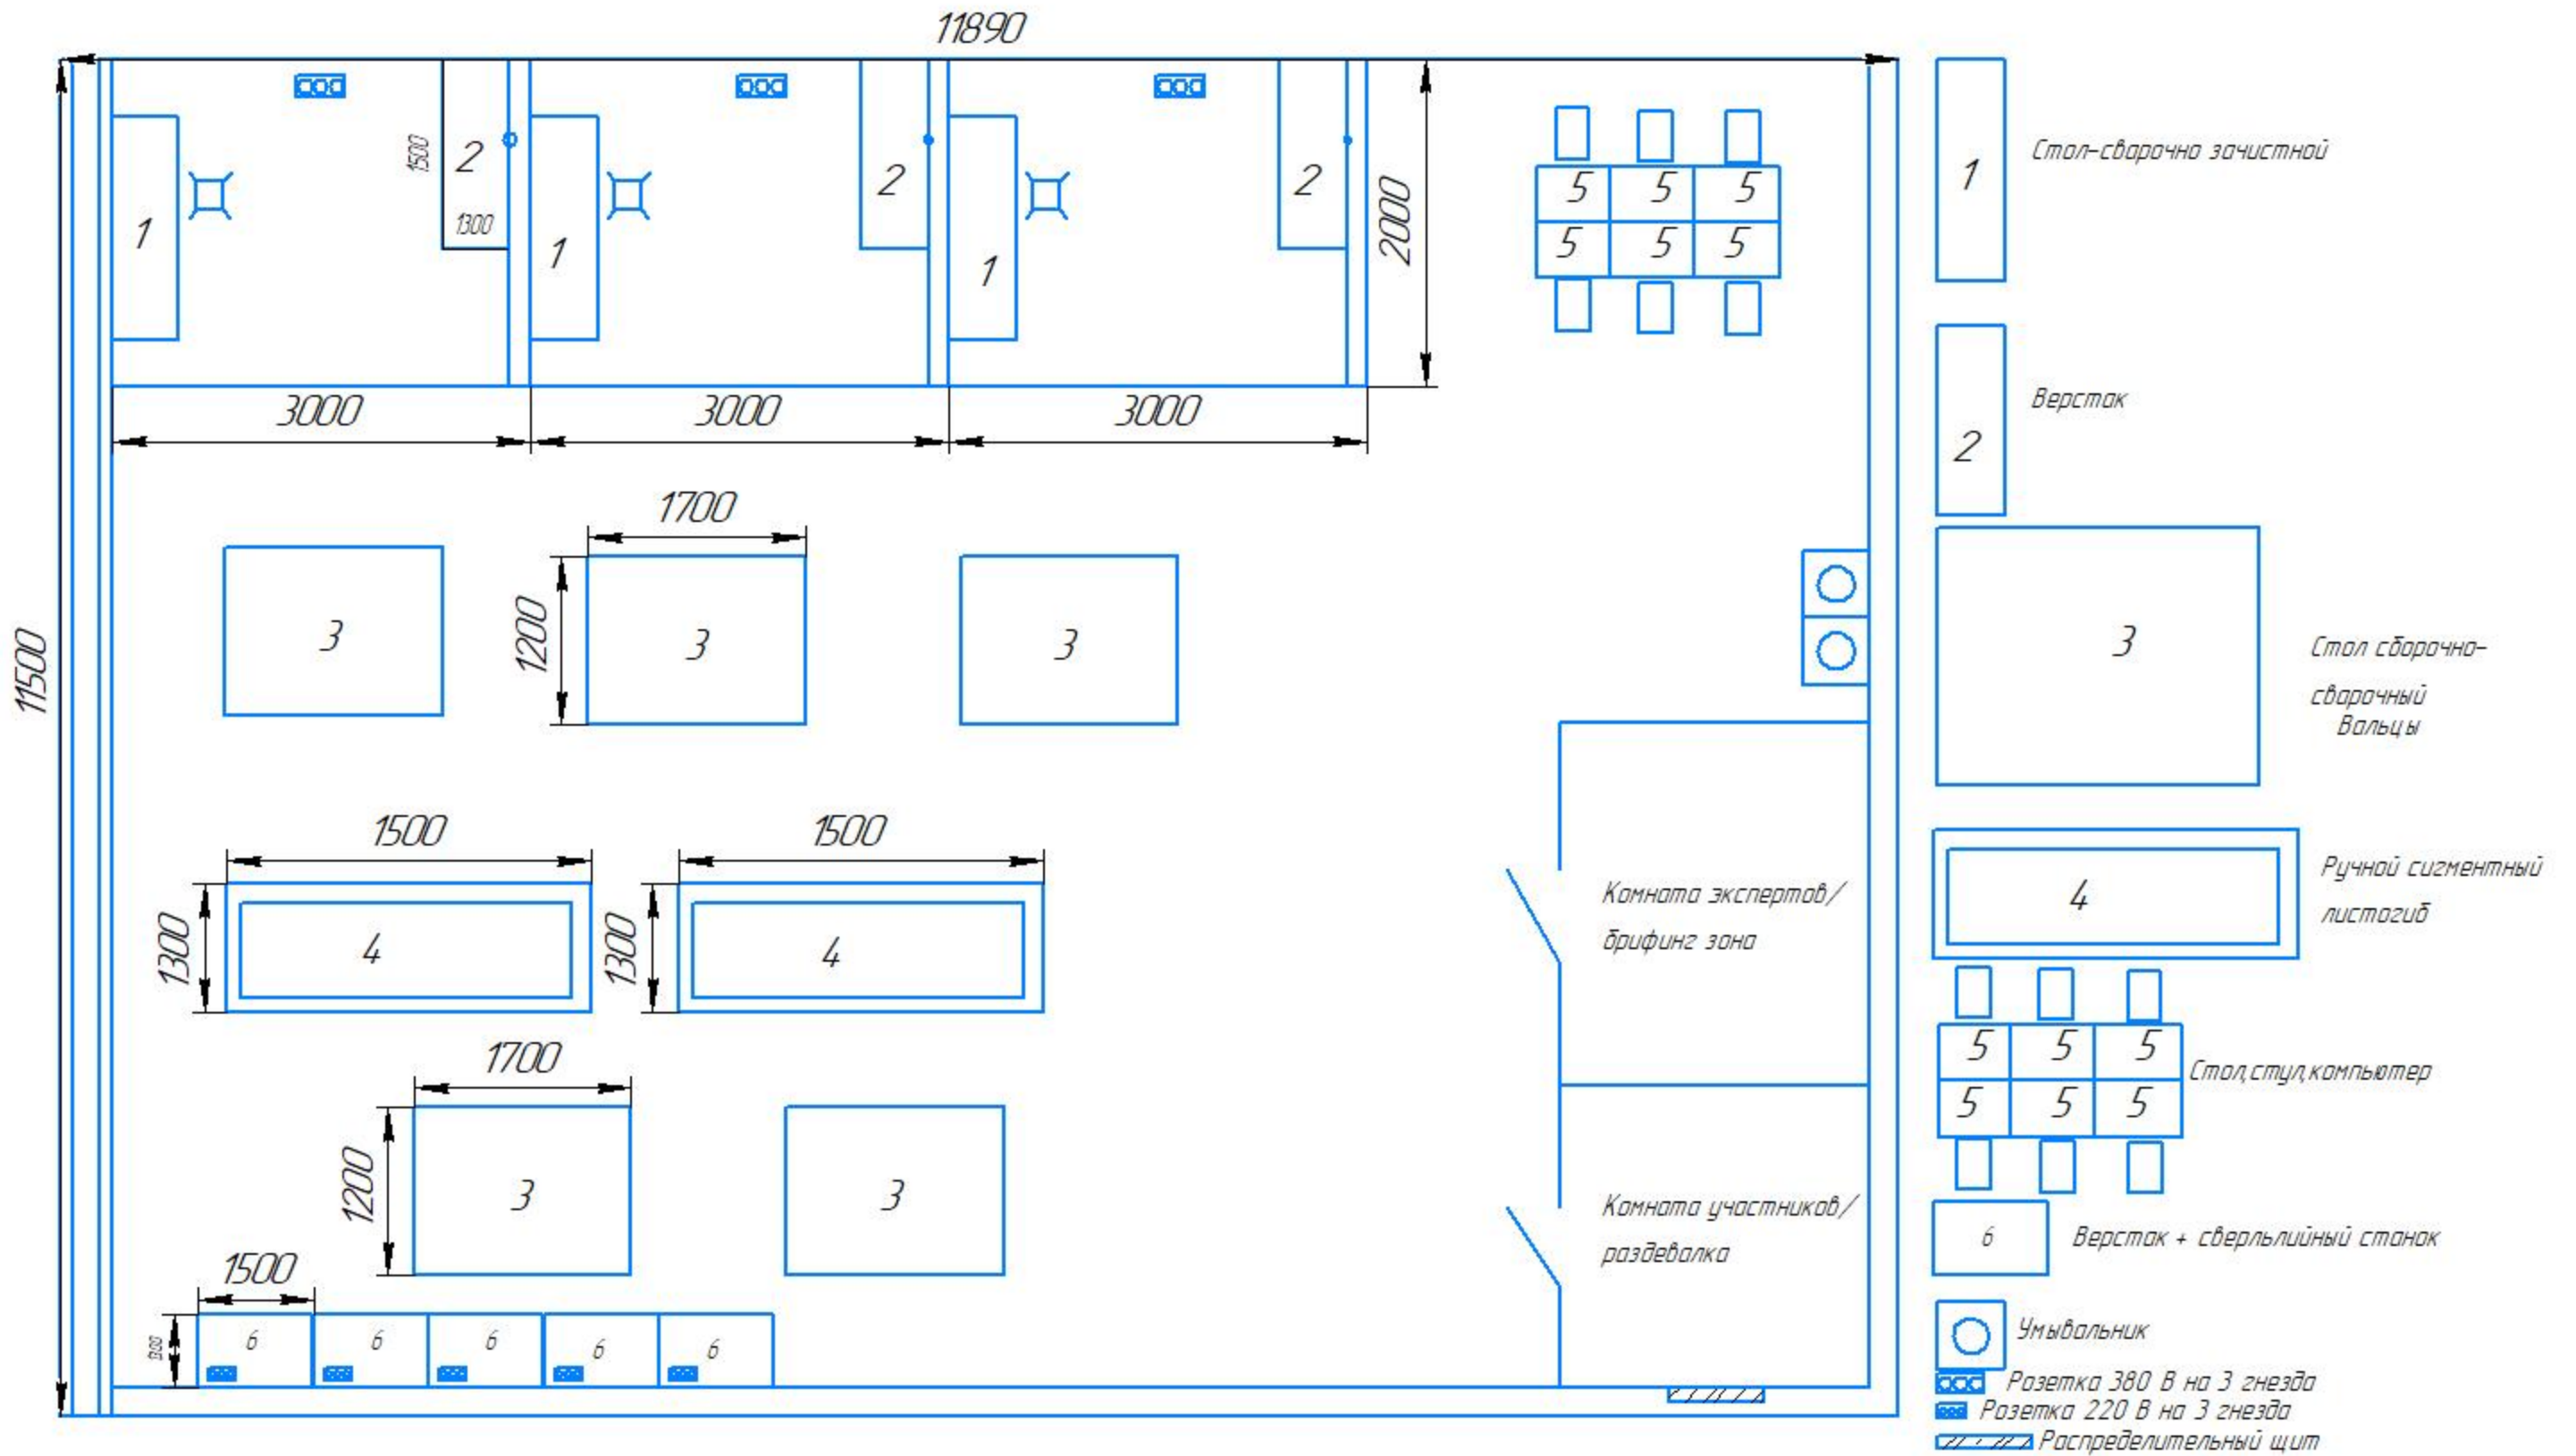 11890
1500
2
1300
1
2
1
2
1
2000
5 5 5
5 5 5
3000 3000 3000
1700
1200
3
3
3
11500
1500 1500
1300
4
1300
4
1700
1200
3
3
1500
6 6 6 6 6
Комната экспертов/
брифинг зона
Комната участников/
раздевалка
1
Стол-сварочно зачистной
2
Верстак
3
Стол сборочно-
сварочный
Вальцы
4
Ручной сигментный
листогиб
5 5 5
5 5 5
Стол,стул,компьютер
6
Верстак + сверльлийный станок
Умывальник
Розетка 380 В на 3 гнезда
Розетка 220 В на 3 гнезда
Распределительный щит